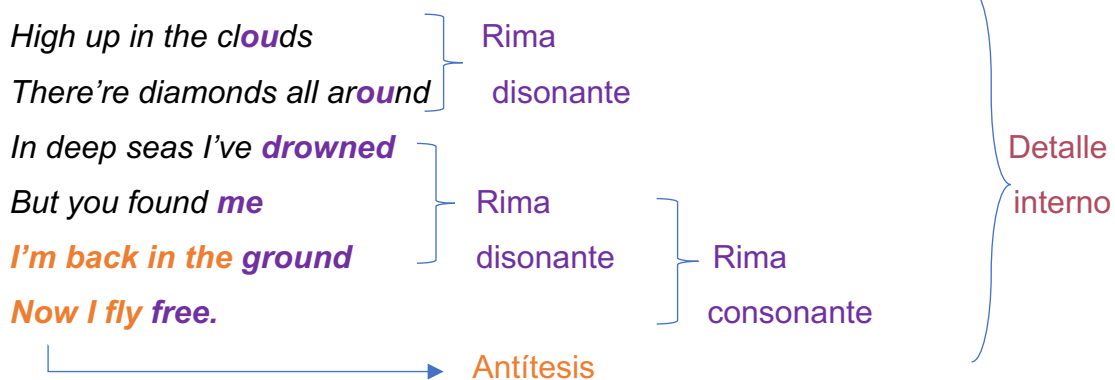 High up in the clouds Rima
There’re diamonds all around disonante
In deep seas I’ve drowned Detalle
But you found me Rima interno
I’m back in the ground disonante Rima
Now I fly free. consonante
Antítesis